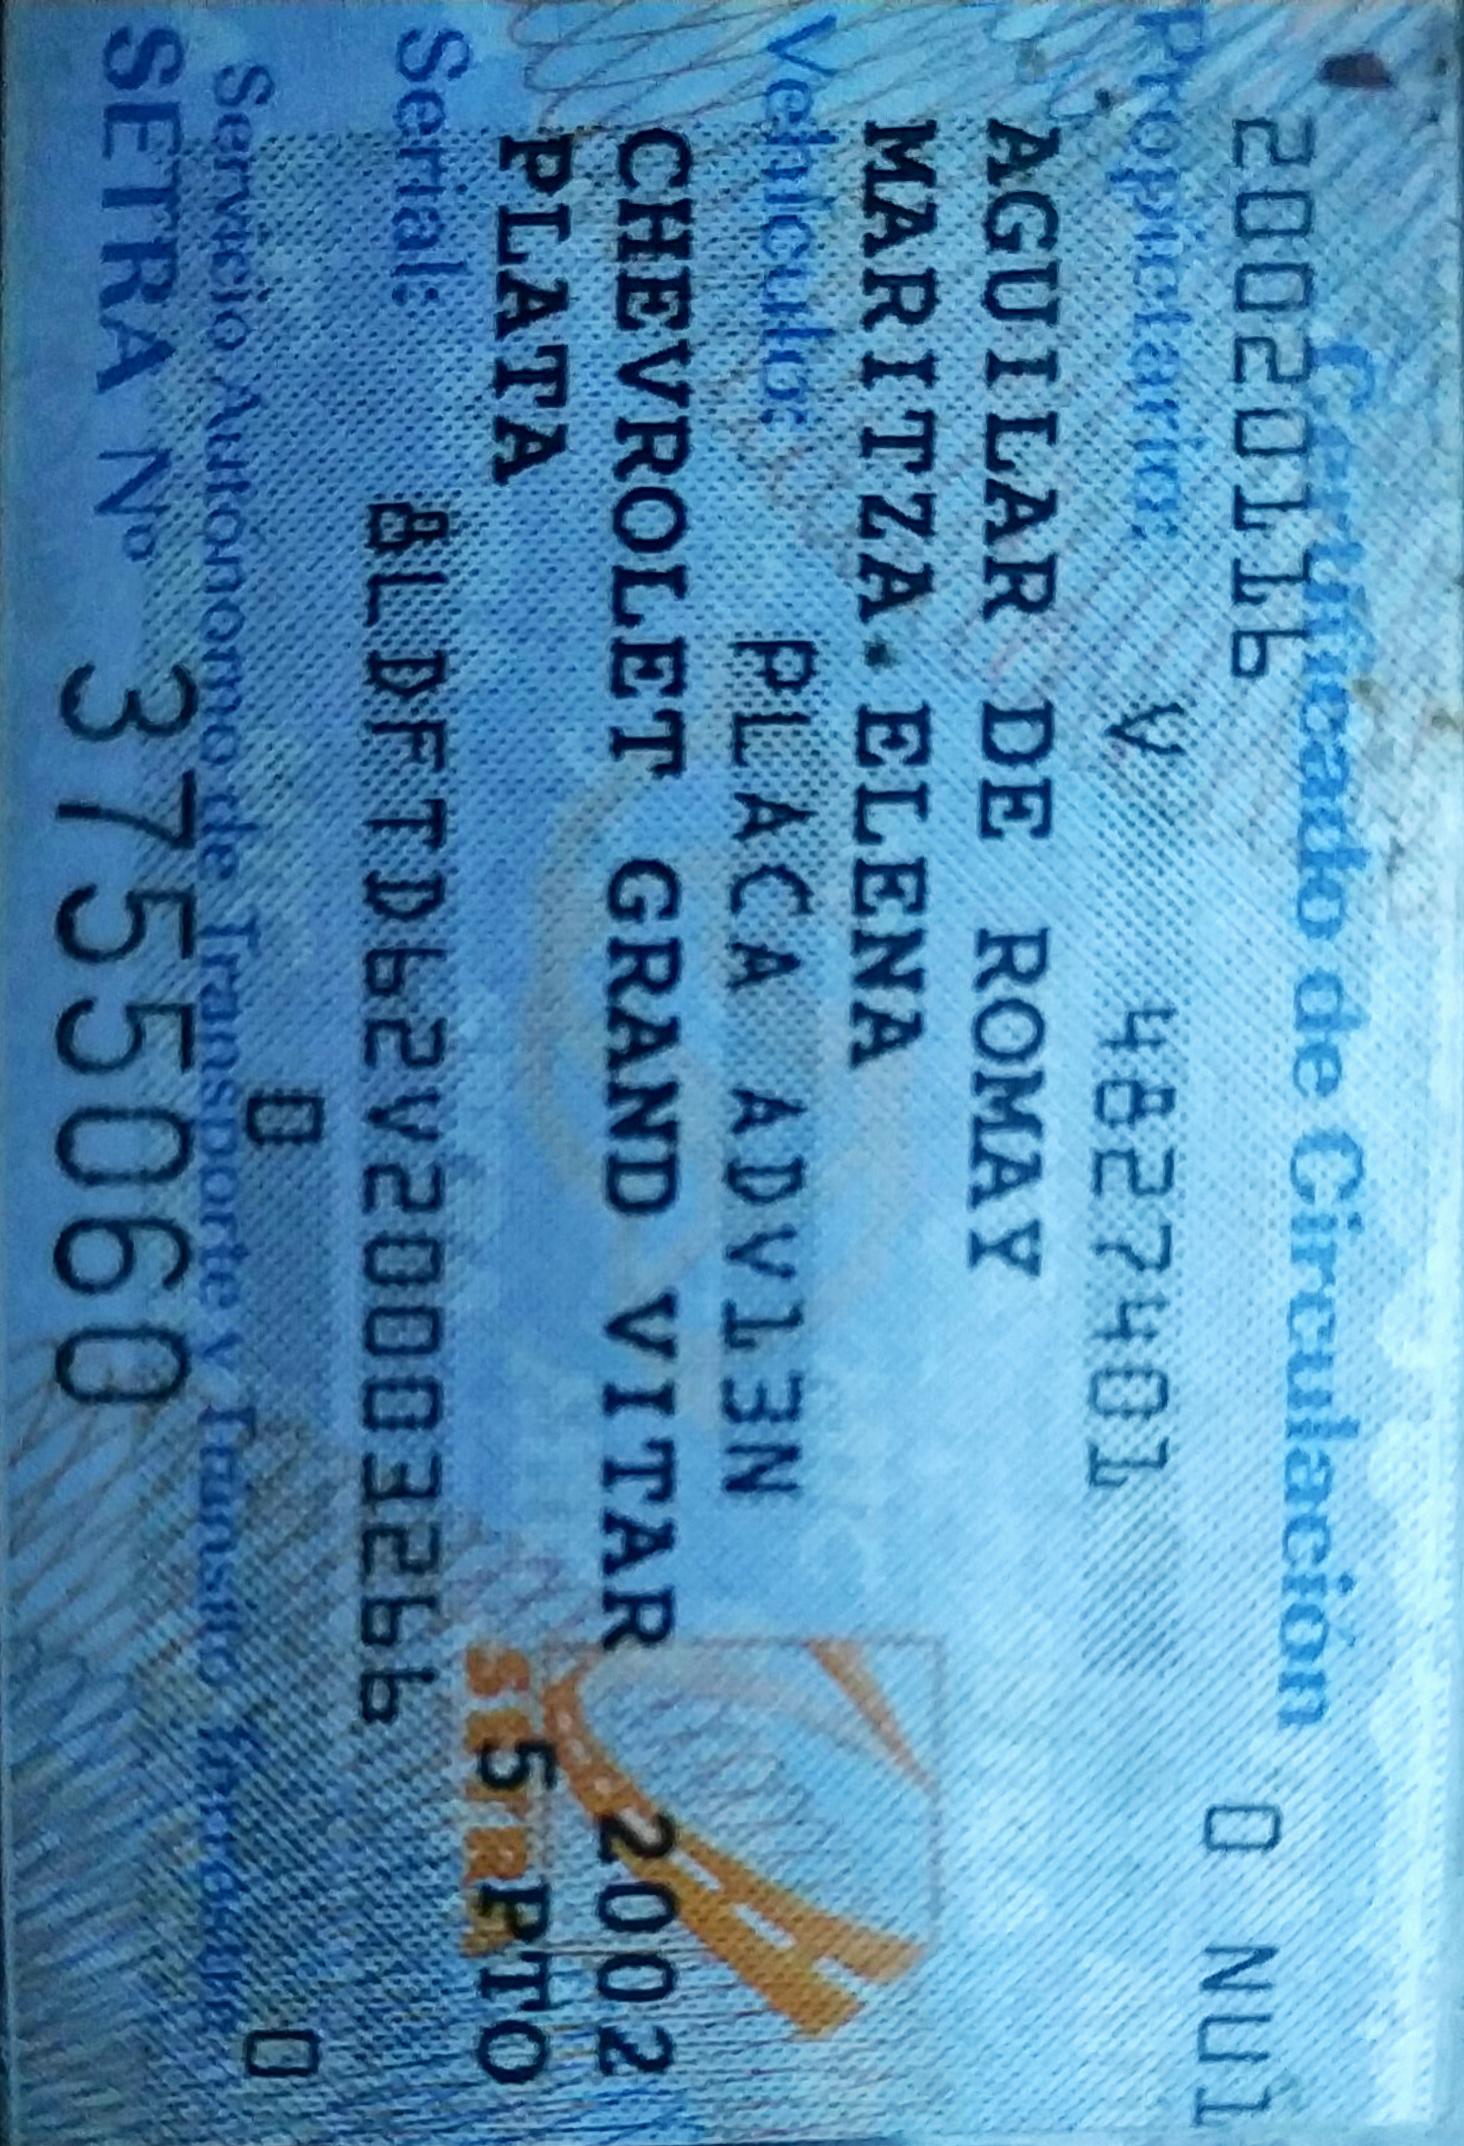 Certificado de Circulación
20020116 0 NU1
Propietario: V 4827401
AGUILAR DE ROMAY
MARITZA ELENA
Vehículo: PLACA ADV13N
CHEVROLET GRAND VITAR 2002
PLATA 5 PTO
SETRA
Serial: 8LDFTD62V20003266
0 0
Servicio Autónomo de Transporte y Tránsito Terrestre
SETRA Nº 3755060